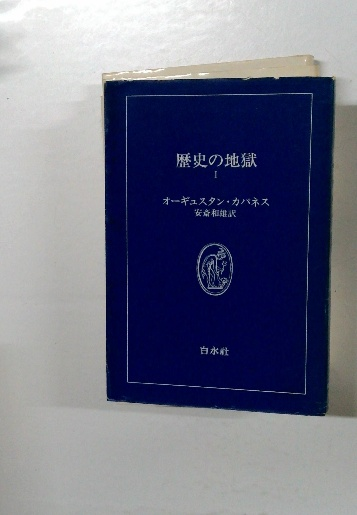 歴史の地獄
I
オーギュスタン・カバネス
安斎和雄訳
白水社